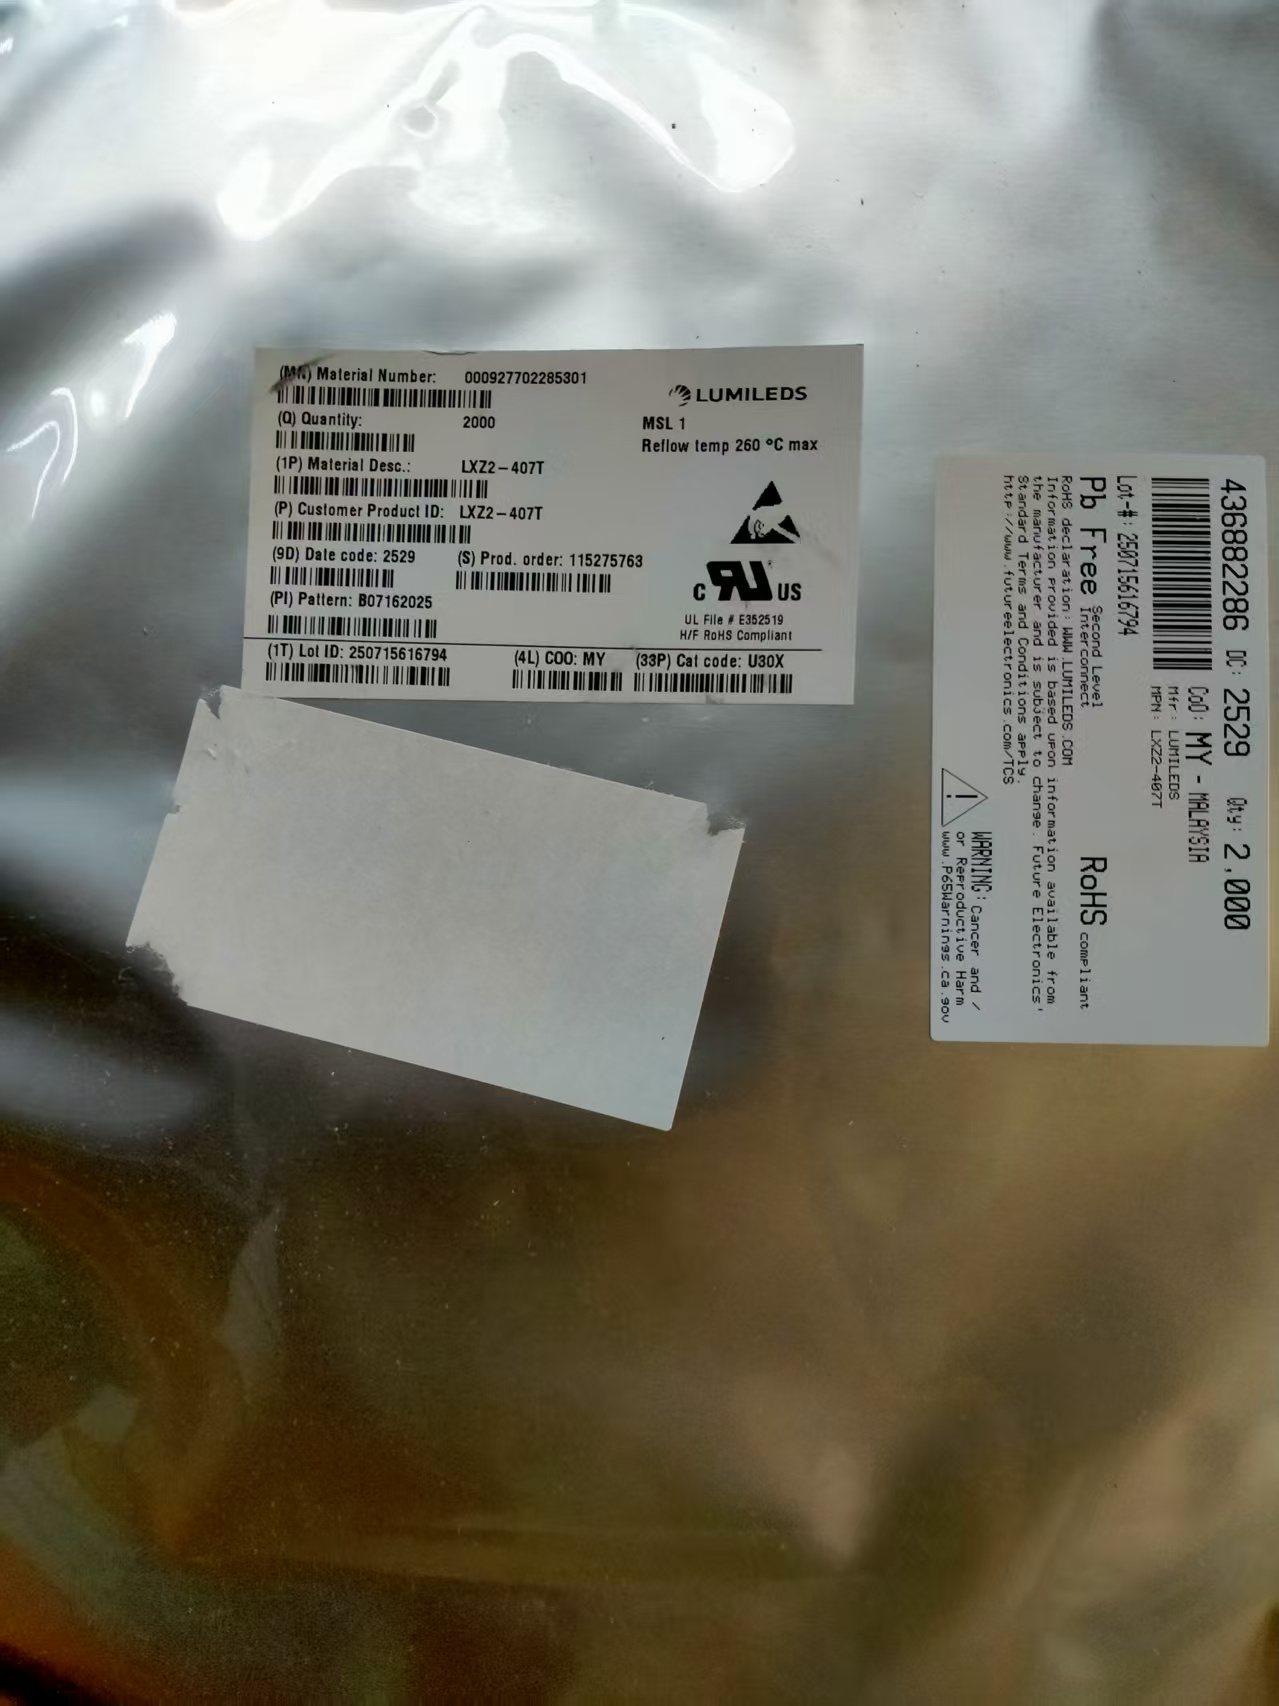 (MN) Material Number: 000927702285301
(Q) Quantity: 2000
(1P) Material Desc.: LXZ2-407T
(P) Customer Product ID: LXZ2-407T
(9D) Date code: 2529 (S) Prod. order: 115275763
(PI) Pattern: B07162025
(1T) Lot ID: 250715616794 (4L) COO: MY (33P) Cat code: U30X
LUMILEDS
MSL 1
Reflow temp 260 °C max
c RU US
UL File # E352519
H/F RoHS Compliant
436882286 DC: 2529 Qty: 2,000
CoO: MY - MALAYSIA
Mfr: LUMILEDS
MPN: LXZ2-407T
Lot-#: 250715616794
Pb Free Second Level Interconnect RoHS compliant
RoHS declaration: WWW.LUMILEDS.COM
Information provided is based upon information available from
the manufacturer and is subject to change. Future Electronics'
Standard Terms and Conditions apply.
http://www.futureelectronics.com/TCS
WARNING: Cancer and /
or Reproductive Harm
www.P65Warnings.ca.gov